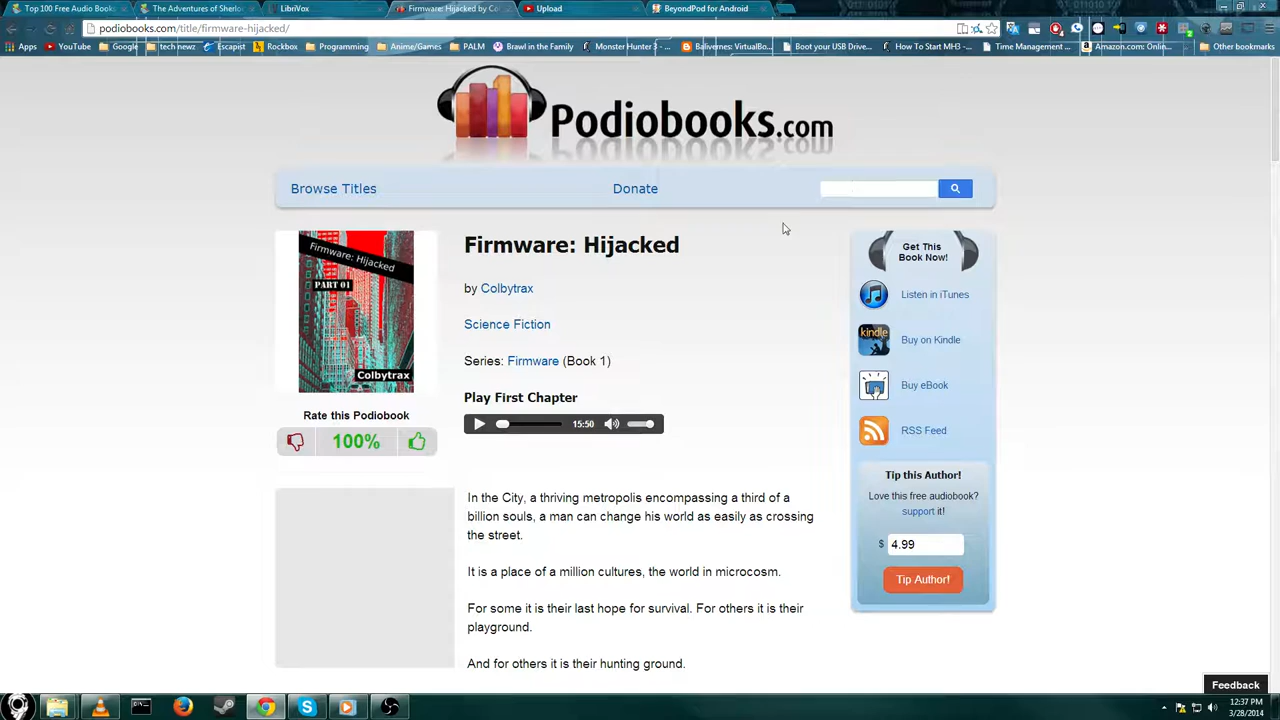 Top 100 Free Audio Books
The Adventures of Sherlo
LibriVox
Firmware: Hijacked by Co
Upload
BeyondPod for Android
podiobooks.com/title/firmware-hijacked/
Apps
YouTube
Google
tech newz
Escapist
Rockbox
Programming
Anime/Games
PALM
Brawl in the Family
Monster Hunter 3 - ...
Balivernes: VirtualBo...
Boot your USB Drive...
How To Start MH3 -...
Time Management ...
Amazon.com: Onlin...
Other bookmarks
Podiobooks.com
Browse Titles
Donate
Firmware: Hijacked
PART 01
Colbytrax
Rate this Podiobook
100%
Firmware: Hijacked
by Colbytrax
Science Fiction
Series: Firmware (Book 1)
Play First Chapter
15:50
In the City, a thriving metropolis encompassing a third of a
billion souls, a man can change his world as easily as crossing
the street.
It is a place of a million cultures, the world in microcosm.
For some it is their last hope for survival. For others it is their
playground.
And for others it is their hunting ground.
Get This
Book Now!
Listen in iTunes
kindle
Buy on Kindle
Buy eBook
RSS Feed
Tip this Author!
Love this free audiobook?
support it!
$ 4.99
Tip Author!
Feedback
12:37 PM
3/28/2014